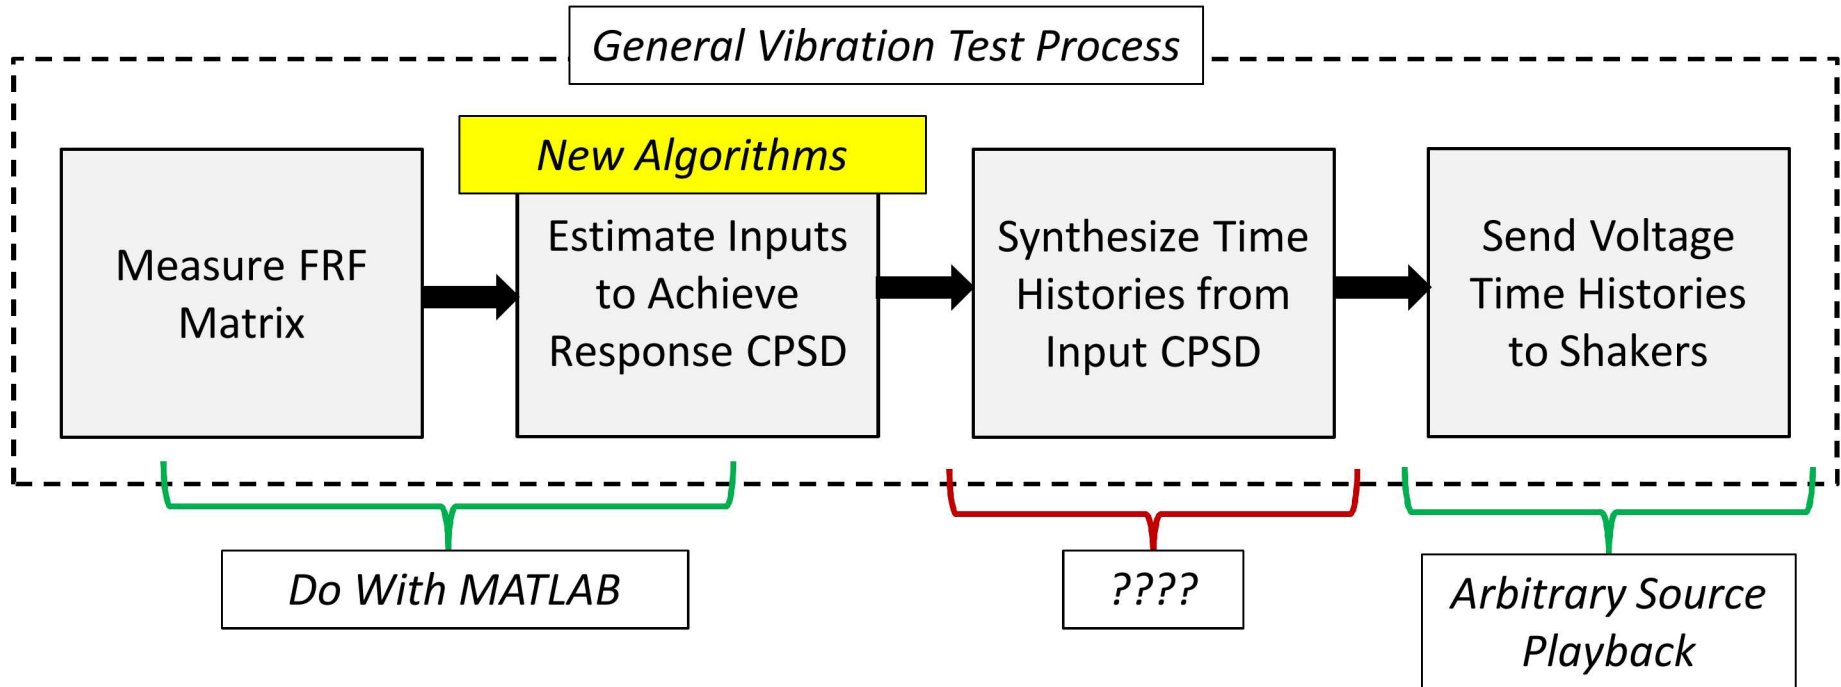 General Vibration Test Process
New Algorithms
Measure FRF
Matrix
Estimate Inputs
to Achieve
Response CPSD
Synthesize Time
Histories from
Input CPSD
Send Voltage
Time Histories
to Shakers
Do With MATLAB
????
Arbitrary Source
Playback